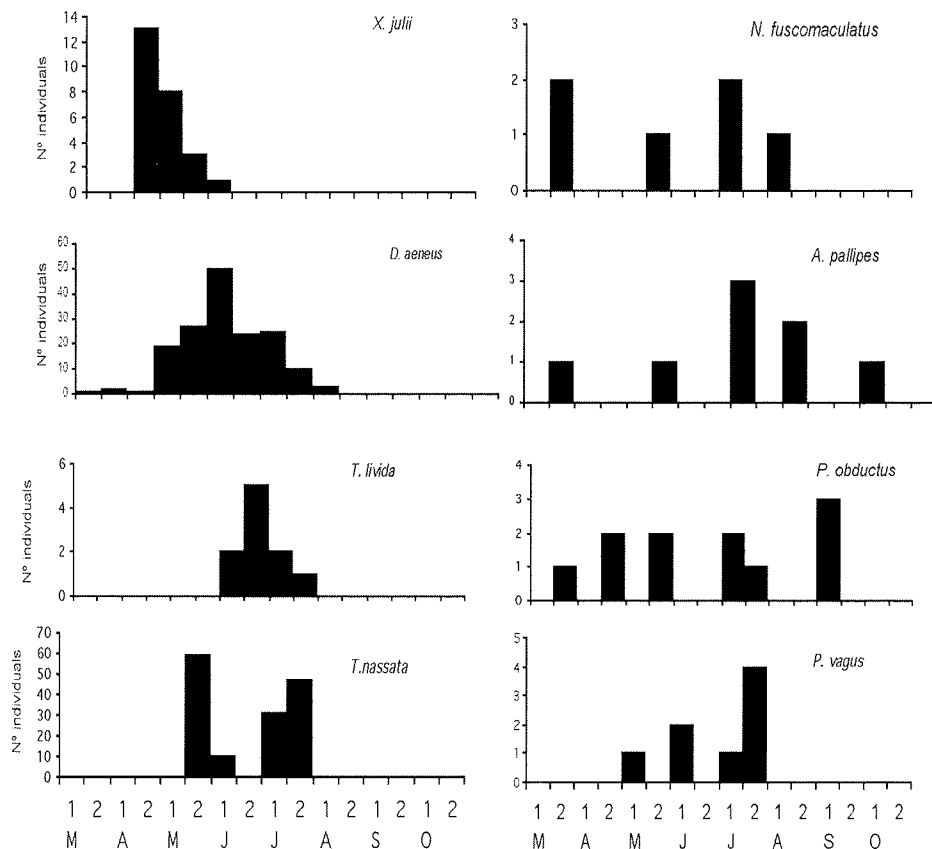 X. julii
N° individuals
14
12
10
8
6
4
2
0
N. fuscomaculatus
3
2
1
0
D. aeneus
N° individuals
60
50
40
30
20
10
0
A. pallipes
4
3
2
1
0
T. livida
N° individuals
6
4
2
0
P. obductus
4
3
2
1
0
T.nassata
N° individuals
70
60
50
40
30
20
10
0
1 2 1 2 1 2 1 2 1 2 1 2 1 2 1 2
M A M J J A S O
P. vagus
5
4
3
2
1
0
1 2 1 2 1 2 1 2 1 2 1 2 1 2 1 2
M A M J J A S O